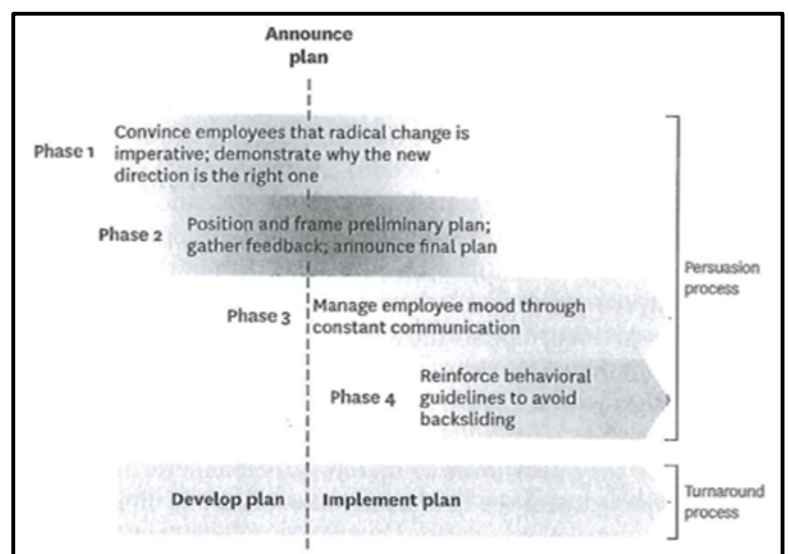 Announce
plan
Phase 1
Convince employees that radical change is
imperative; demonstrate why the new
direction is the right one
Phase 2
Position and frame preliminary plan;
gather feedback; announce final plan
Phase 3
Manage employee mood through
constant communication
Phase 4
Reinforce behavioral
guidelines to avoid
backsliding
Persuasion
process
Develop plan
Implement plan
Turnaround
process